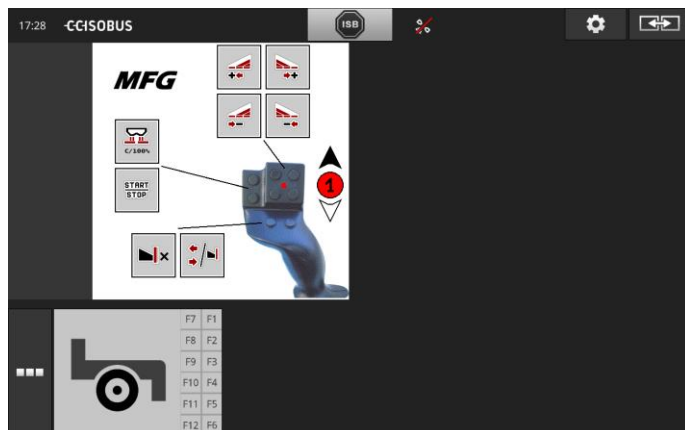 17:28 CCISOBUS
ISB
MFG
C/100%
START
STOP
1
F7 F1
F8 F2
F9 F3
F10 F4
F11 F5
F12 F6